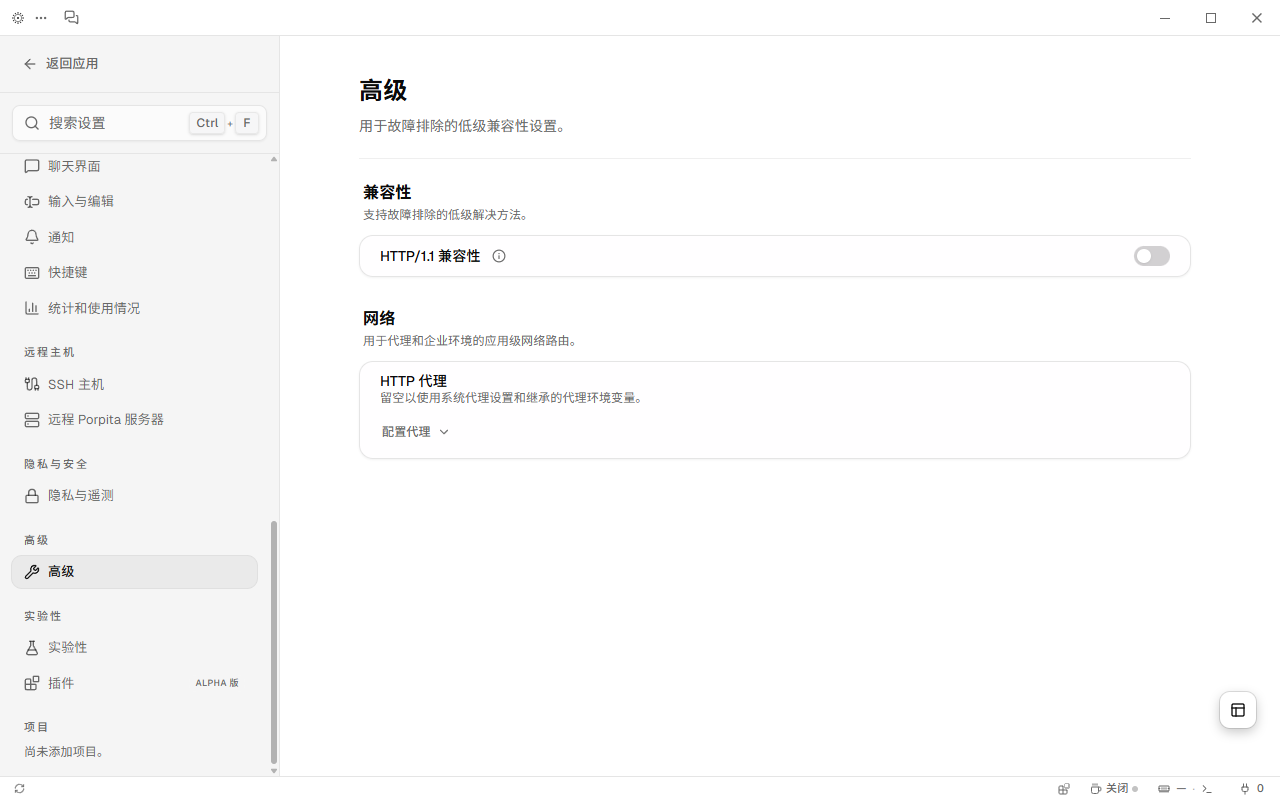 返回应用
搜索设置 Ctrl + F
聊天界面
输入与编辑
通知
快捷键
统计和使用情况
远程主机
SSH 主机
远程 Porpita 服务器
隐私与安全
隐私与遥测
高级
高级
实验性
实验性
插件 ALPHA 版
项目
尚未添加项目。
高级
用于故障排除的低级兼容性设置。
兼容性
支持故障排除的低级解决方法。
HTTP/1.1 兼容性
网络
用于代理和企业环境的应用级网络路由。
HTTP 代理
留空以使用系统代理设置和继承的代理环境变量。
配置代理
关闭 — · 0